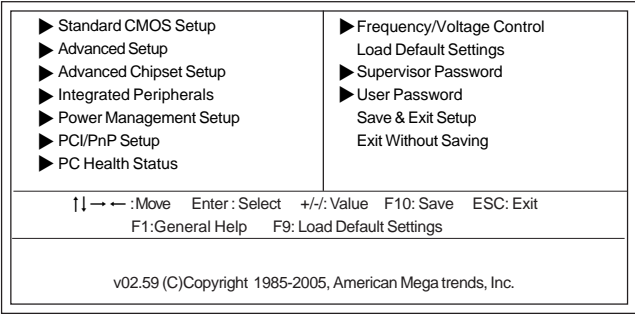 ▶ Standard CMOS Setup
▶ Advanced Setup
▶ Advanced Chipset Setup
▶ Integrated Peripherals
▶ Power Management Setup
▶ PCI/PnP Setup
▶ PC Health Status
▶ Frequency/Voltage Control
Load Default Settings
▶ Supervisor Password
▶ User Password
Save & Exit Setup
Exit Without Saving
↑↓→← :Move Enter : Select +/-/: Value F10: Save ESC: Exit
F1:General Help F9: Load Default Settings
v02.59 (C)Copyright 1985-2005, American Mega trends, Inc.